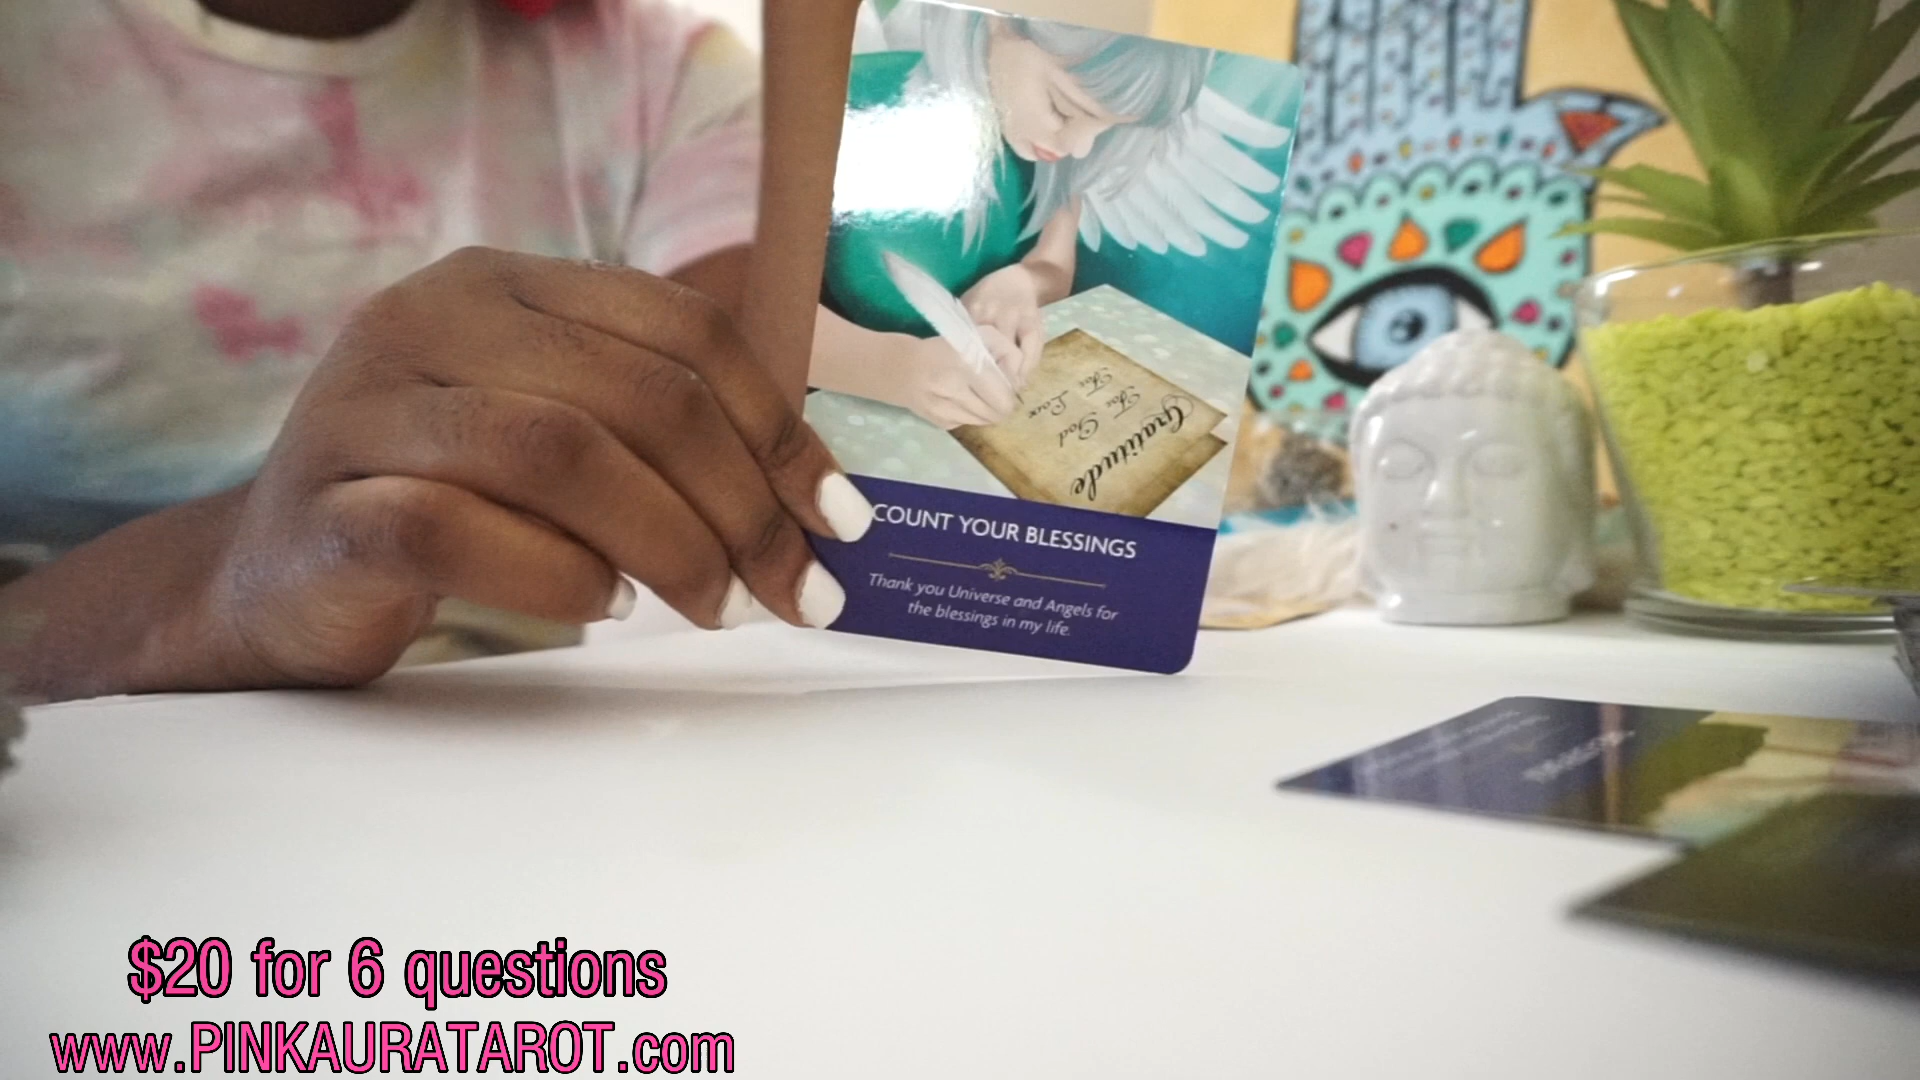 Gratitude
For God
For Love
COUNT YOUR BLESSINGS
Thank you Universe and Angels for
the blessings in my life.
$20 for 6 questions
www.PINKAURATAROT.com